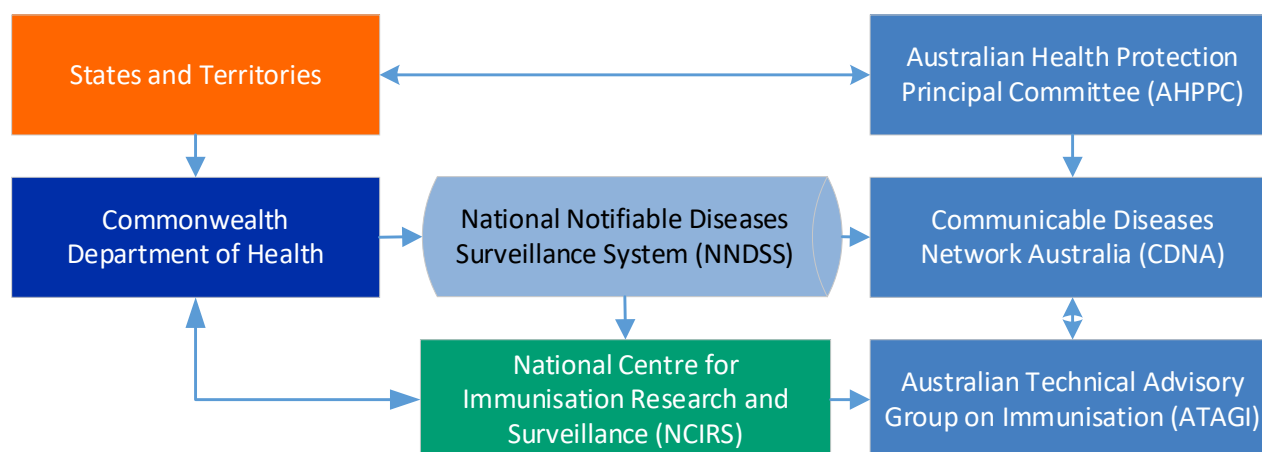 States and Territories
Australian Health Protection
Principal Committee (AHPPC)
Commonwealth
Department of Health
National Notifiable Diseases
Surveillance System (NNDSS)
Communicable Diseases
Network Australia (CDNA)
National Centre for
Immunisation Research and
Surveillance (NCIRS)
Australian Technical Advisory
Group on Immunisation (ATAGI)